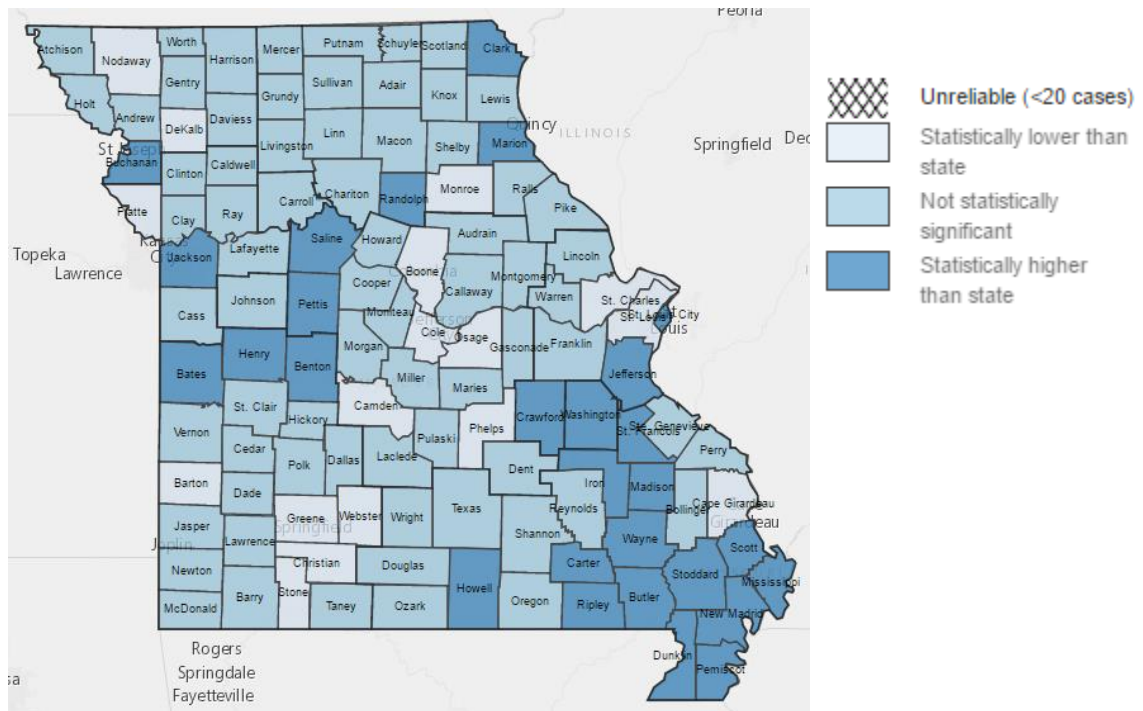 Peoria
Atchison
Nodaway
Worth
Harrison
Mercer
Putnam
Schuyler
Scotland
Clark
Gentry
Sullivan
Adair
Knox
Lewis
Holt
Andrew
Grundy
DeKalb
Daviess
Linn
Macon
Shelby
Quincy
ILLINOIS
Marion
Livingston
St Joseph
Buchanan
Clinton
Caldwell
Springfield
Dec
Chariton
Randolph
Monroe
Ralls
Platte
Clay
Ray
Carroll
Pike
Topeka
Lawrence
Jackson
Lafayette
Saline
Howard
Audrain
Boone
Lincoln
Cooper
Callaway
Montgomery
Warren
St. Charles
Cass
Johnson
Pettis
Moniteau
Cole
Osage
City
Louis
Gasconade
Franklin
Morgan
Bates
Henry
Benton
Miller
Maries
Jefferson
St. Clair
Hickory
Camden
Phelps
Crawford
Washington
Ste. Genevieve
St. Francois
Vernon
Cedar
Polk
Dallas
Laclede
Pulaski
Perry
Barton
Dade
Dent
Iron
Madison
Bollinger
Cape Girardeau
Greene
Webster
Wright
Texas
Reynolds
Springfield
Jasper
Joplin
Lawrence
Shannon
Wayne
Scott
Christian
Douglas
Carter
Stoddard
Mississippi
Newton
Barry
Stone
Howell
Oregon
Ripley
Butler
McDonald
Taney
Ozark
New Madrid
Dunklin
Pemiscot
Rogers
Springdale
Fayetteville
Unreliable (<20 cases)
Statistically lower than
state
Not statistically
significant
Statistically higher
than state